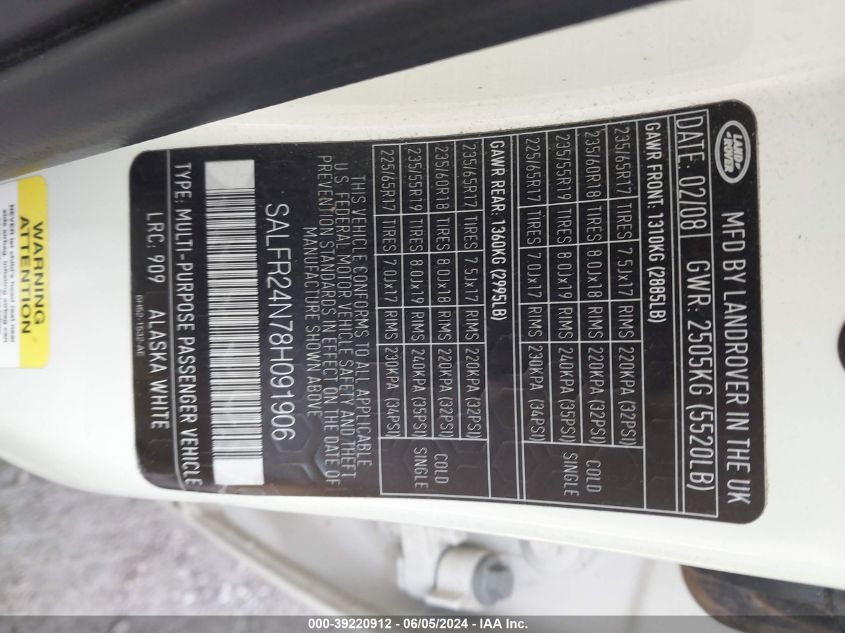 LAND ROVER
MFD BY LANDROVER IN THE UK
DATE: 02/08 GWR: 2505KG (5520LB)
GAWR FRONT: 1310KG (2885LB)
235/65R17 TIRES 7.5Jx17 RIMS 220KPA (32PSI)
235/60R18 TIRES 8.0Jx18 RIMS 220KPA (32PSI) COLD
235/55R19 TIRES 8.0Jx19 RIMS 240KPA (35PSI) SINGLE
225/65R17 TIRES 7.0Jx17 RIMS 230KPA (34PSI)
GAWR REAR: 1360KG (2995LB)
235/65R17 TIRES 7.5Jx17 RIMS 220KPA (32PSI)
235/60R18 TIRES 8.0Jx18 RIMS 220KPA (32PSI) COLD
235/55R19 TIRES 8.0Jx19 RIMS 240KPA (35PSI) SINGLE
225/65R17 TIRES 7.0Jx17 RIMS 230KPA (34PSI)
THIS VEHICLE CONFORMS TO ALL APPLICABLE
U.S. FEDERAL MOTOR VEHICLE SAFETY AND THEFT
PREVENTION STANDARDS IN EFFECT ON THE DATE OF
MANUFACTURE SHOWN ABOVE
SALFR24N78H091906
TYPE: MULTI-PURPOSE PASSENGER VEHICLE
LRC: 909 ALASKA WHITE
6H52-1532-AE
WARNING
ATTENTION
000-39220912 - 06/05/2024 - IAA Inc.